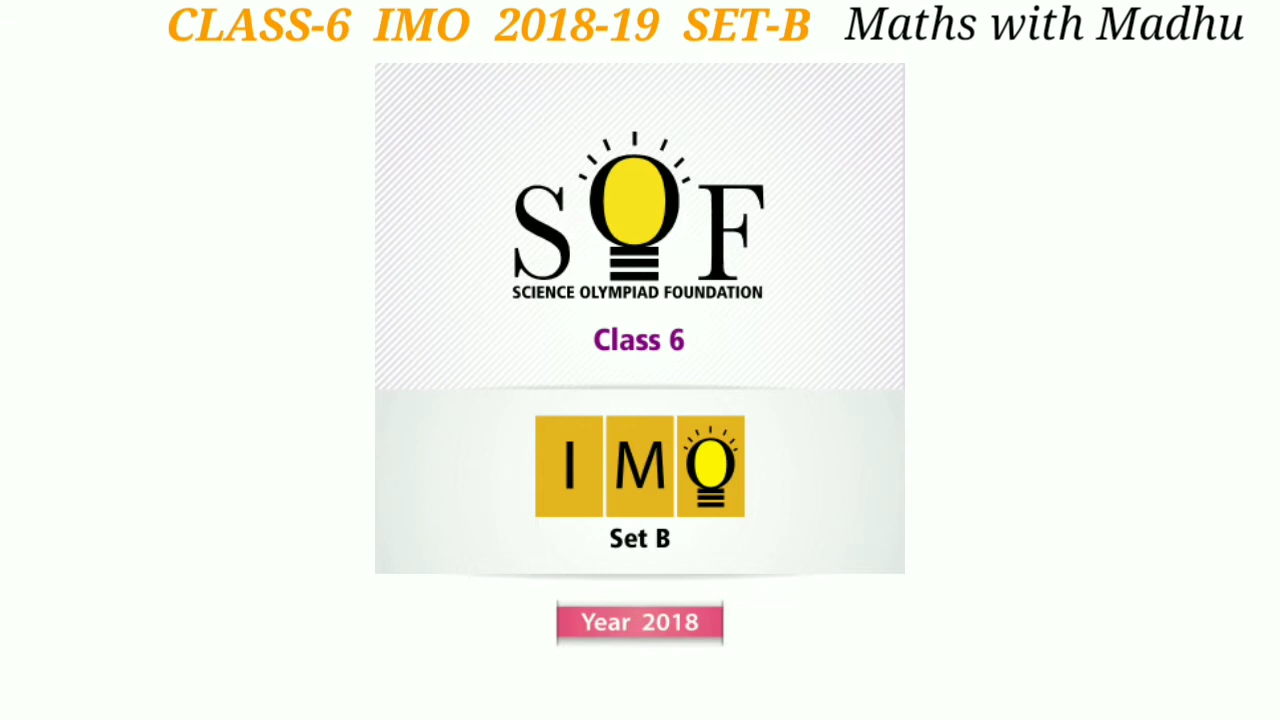 CLASS-6 IMO 2018-19 SET-B Maths with Madhu
SOF
SCIENCE OLYMPIAD FOUNDATION
Class 6
IMO
Set B
Year 2018